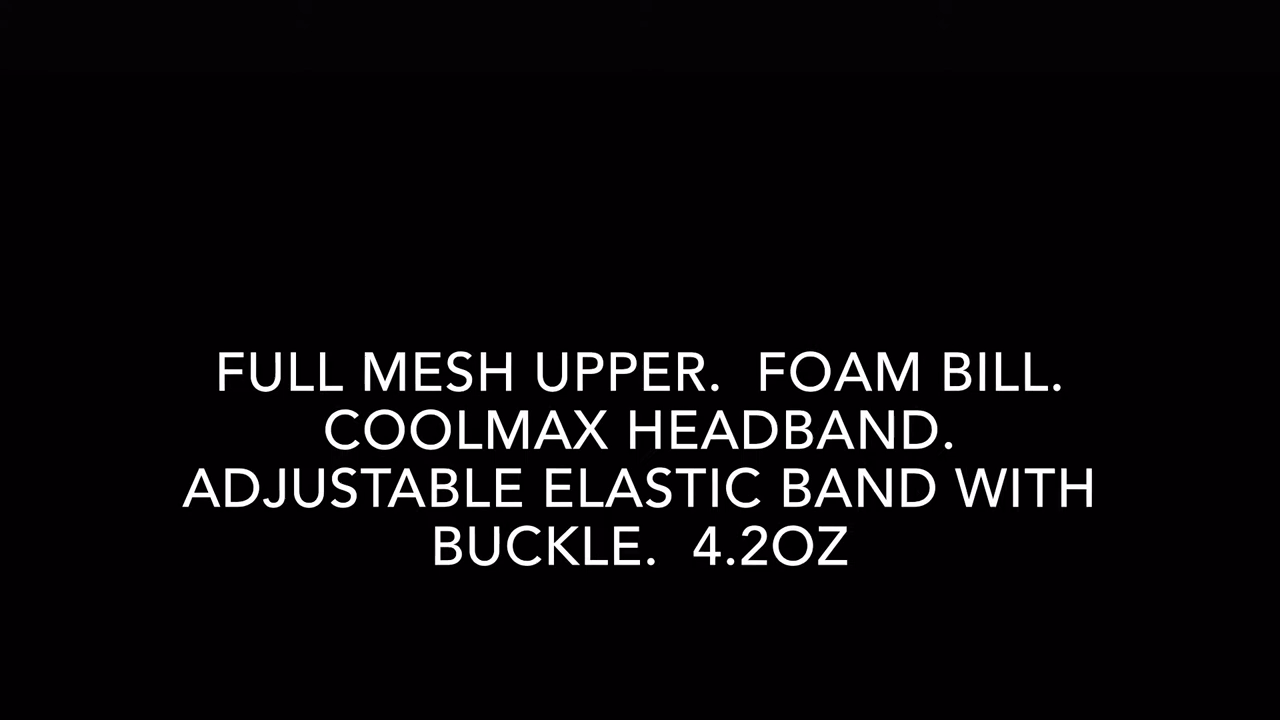 FULL MESH UPPER.  FOAM BILL.
COOLMAX HEADBAND.
ADJUSTABLE ELASTIC BAND WITH
BUCKLE.  4.2OZ